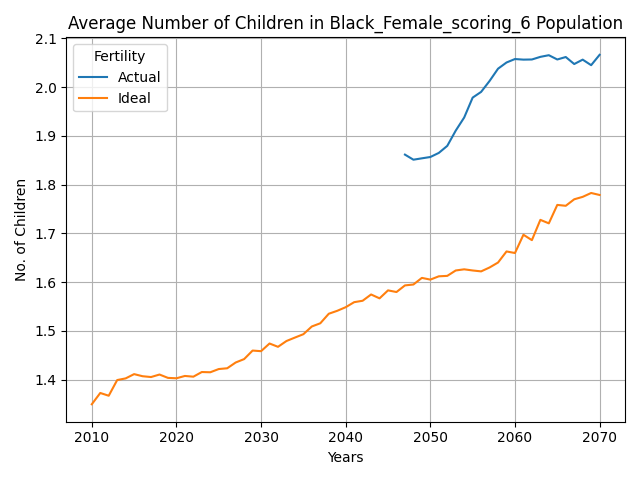 Average Number of Children in Black_Female_scoring_6 Population
Fertility
Actual
Ideal
No. of Children
2.1
2.0
1.9
1.8
1.7
1.6
1.5
1.4
2010 2020 2030 2040 2050 2060 2070
Years